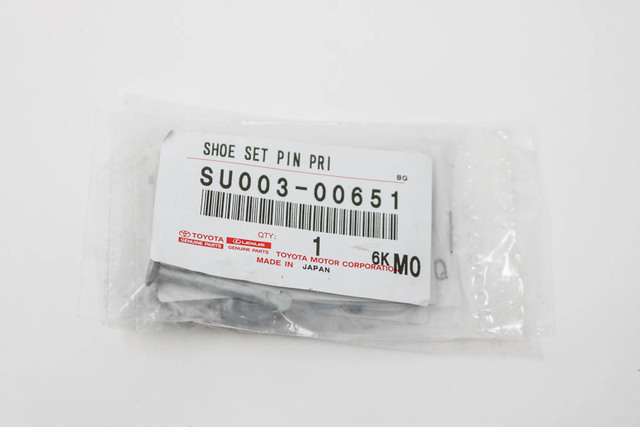 SHOE SET PIN PRI
BG
SU003-00651
QTY: 1
TOYOTA
GENUINE PARTS
LEXUS
GENUINE PARTS
6K M0
TOYOTA MOTOR CORPORATION
MADE IN JAPAN
Q